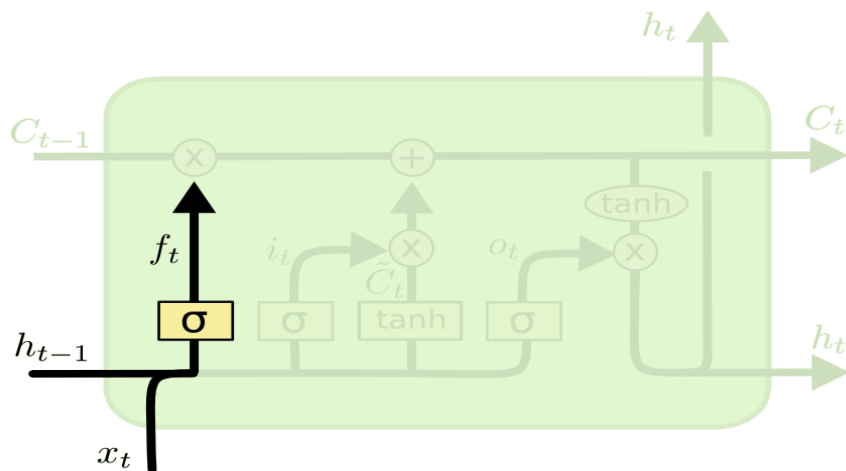 h_t
C_{t-1}
C_t
x
+
tanh
f_t
i_t
x
o_t
x
C̃_t
σ
σ
tanh
σ
h_{t-1}
h_t
x_t